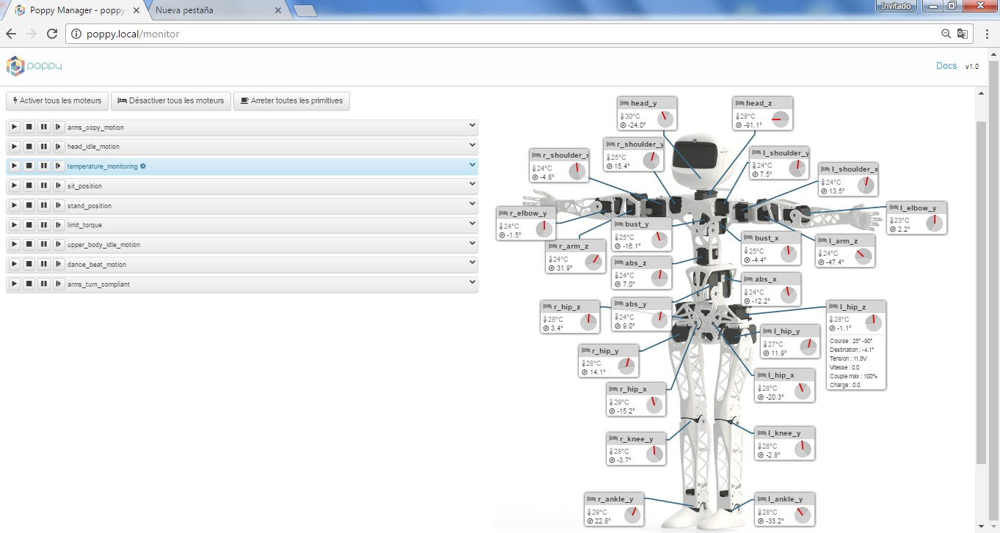 Poppy Manager - poppy
Nueva pestaña
Invitado
poppy.local/monitor
poppy
Docs v1.0
Activer tous les moteurs
Désactiver tous les moteurs
Arreter toutes les primitives
arms_copy_motion
head_idle_motion
temperature_monitoring
sit_position
stand_position
limit_torque
upper_body_idle_motion
dance_beat_motion
arms_turn_compliant
head_y
30°C
-24.0°
head_z
28°C
-91.1°
r_shoulder_y
25°C
15.4°
r_shoulder_x
24°C
-4.8°
l_shoulder_y
24°C
7.5°
l_shoulder_x
24°C
13.5°
r_elbow_y
24°C
-1.5°
l_elbow_y
23°C
2.2°
bust_y
25°C
-16.1°
r_arm_z
24°C
31.9°
bust_x
25°C
-4.4°
l_arm_z
24°C
-47.4°
abs_z
24°C
7.0°
abs_x
24°C
-12.2°
r_hip_z
28°C
3.4°
abs_y
24°C
9.0°
l_hip_z
28°C
-1.1°
Course : 25° -90°
Destination : -4.1°
Tension : 11.8V
Vitesse : 0.0
Couple max : 100%
Charge : 0.0
l_hip_y
27°C
11.9°
r_hip_y
28°C
14.1°
l_hip_x
28°C
-20.3°
r_hip_x
29°C
-15.2°
r_knee_y
28°C
-3.7°
l_knee_y
28°C
-2.8°
r_ankle_y
29°C
22.8°
l_ankle_y
28°C
-33.2°